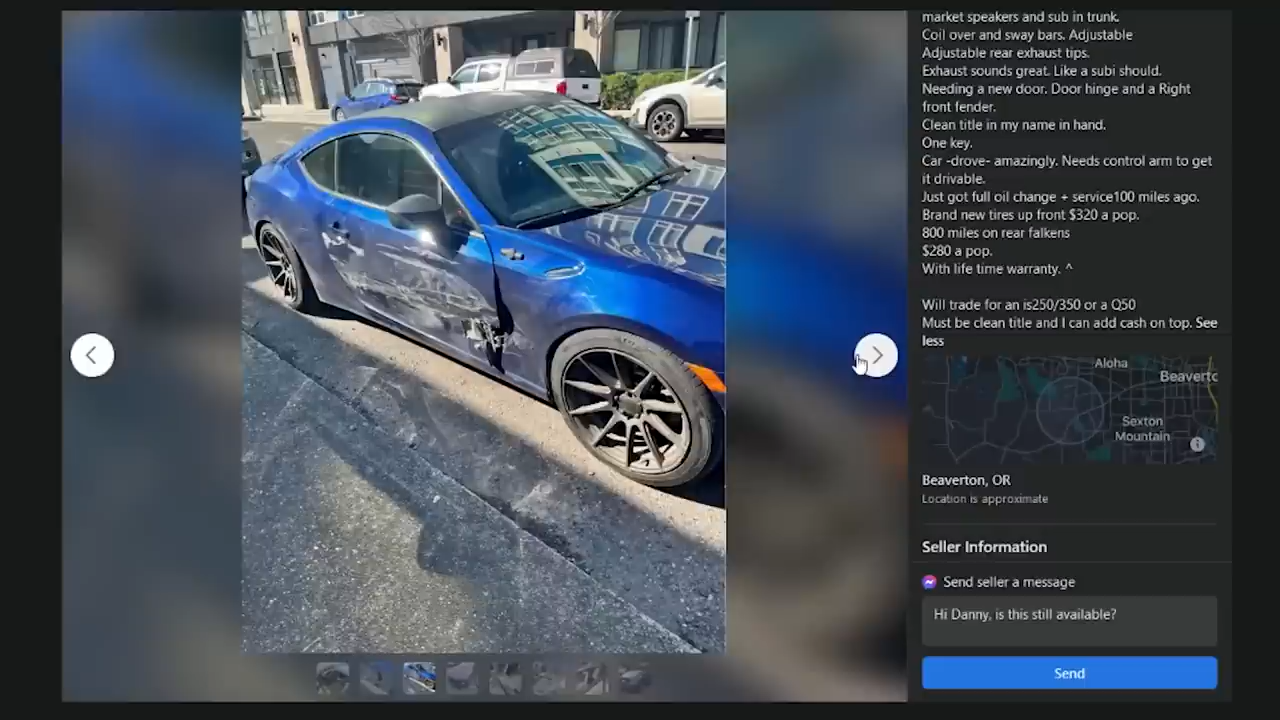 market speakers and sub in trunk.
Coil over and sway bars. Adjustable
Adjustable rear exhaust tips.
Exhaust sounds great. Like a subi should.
Needing a new door. Door hinge and a Right
front fender.
Clean title in my name in hand.
One key.
Car -drove- amazingly. Needs control arm to get
it drivable.
Just got full oil change + service100 miles ago.
Brand new tires up front $320 a pop.
800 miles on rear falkens
$280 a pop.
With life time warranty. ^
Will trade for an is250/350 or a Q50
Must be clean title and I can add cash on top. See
less
Aloha
Beavertc
Sexton
Mountain
Beaverton, OR
Location is approximate
Seller Information
Send seller a message
Hi Danny, is this still available?
Send